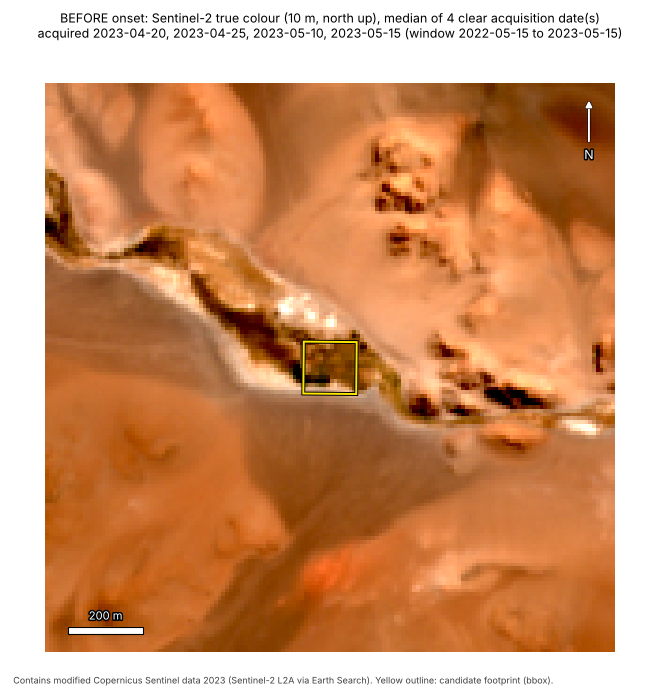 BEFORE onset: Sentinel-2 true colour (10 m, north up), median of 4 clear acquisition date(s)
acquired 2023-04-20, 2023-04-25, 2023-05-10, 2023-05-15 (window 2022-05-15 to 2023-05-15)
N
200 m
Contains modified Copernicus Sentinel data 2023 (Sentinel-2 L2A via Earth Search). Yellow outline: candidate footprint (bbox).